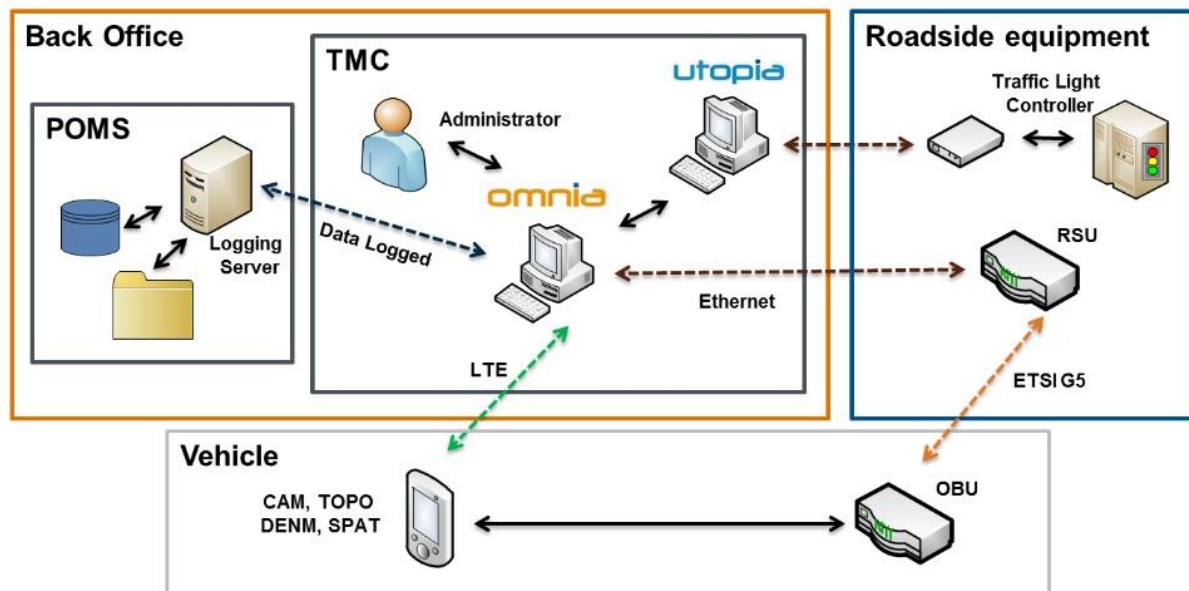 Back Office
TMC
utopia
Administrator
omnia
POMS
Logging
Server
Data Logged
Ethernet
LTE
Roadside equipment
Traffic Light
Controller
RSU
ETSI G5
Vehicle
CAM, TOPO
DENM, SPAT
OBU